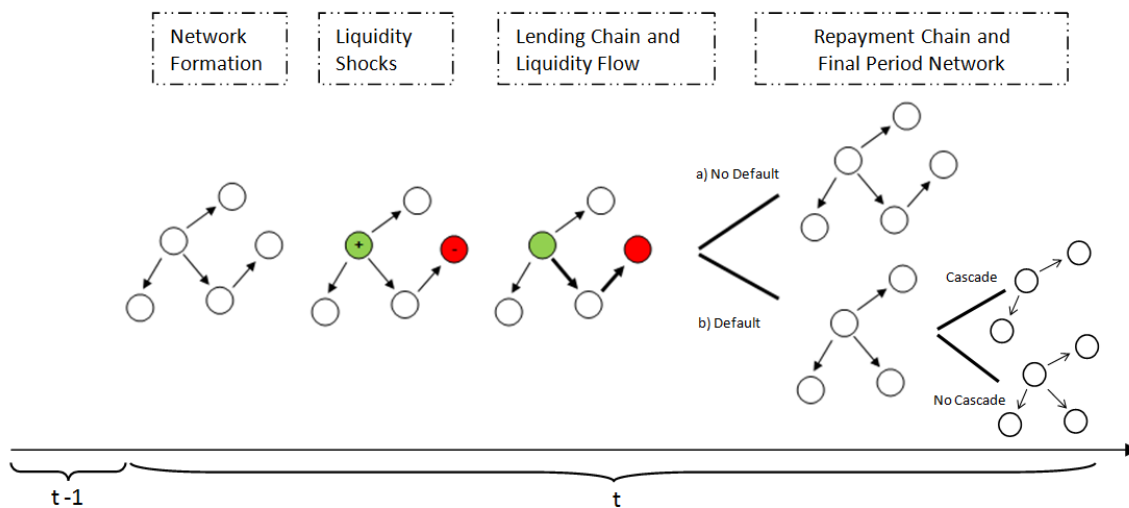 Network
Formation
Liquidity
Shocks
Lending Chain and
Liquidity Flow
Repayment Chain and
Final Period Network
a) No Default
+
-
Cascade
b) Default
No Cascade
t -1
t